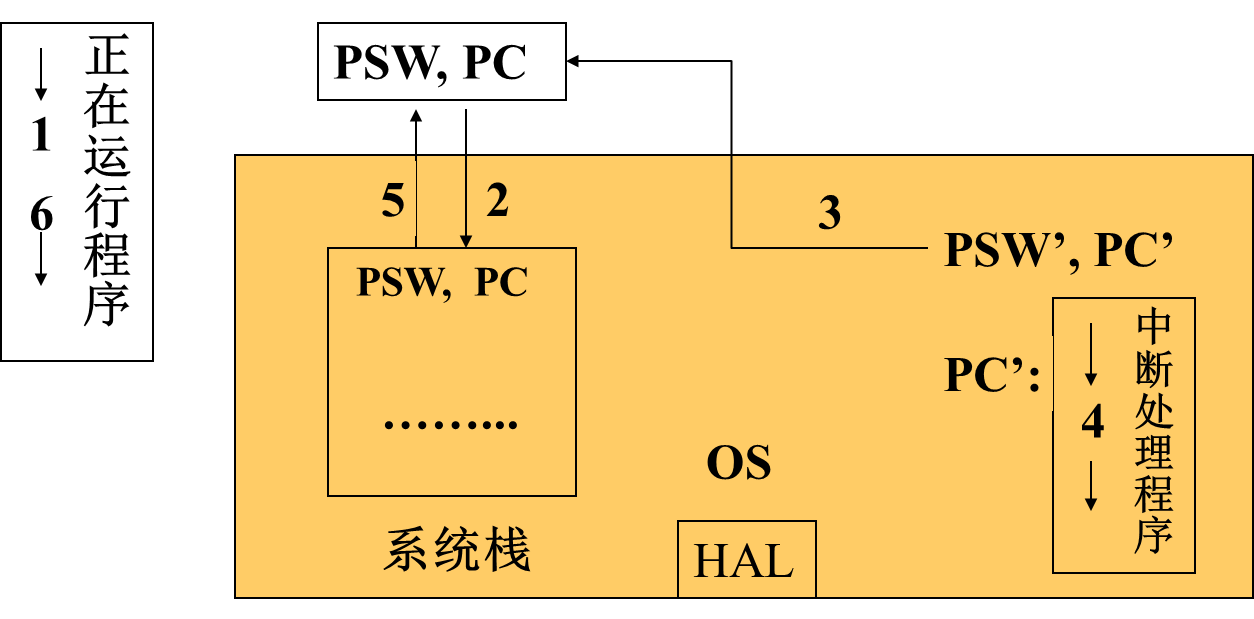 正在运行程序
1
6
PSW, PC
5
2
3
PSW, PC
………...
系统栈
PSW’, PC’
PC’:
中断处理程序
4
OS
HAL